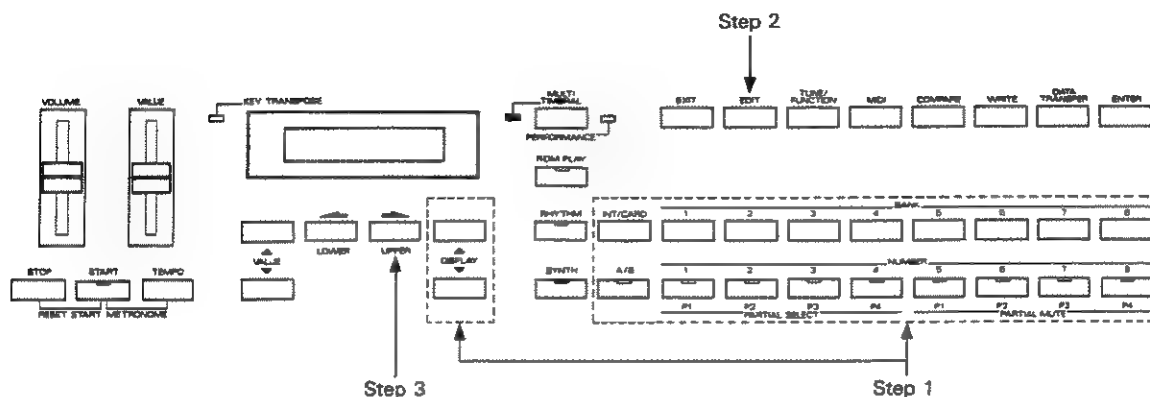 Step 2
VOLUME VALUE KEY TRANSPOSE MULTI TIMBRAL EXIT EDIT TUNE/FUNCTION MIDI COMPARE WRITE DATA TRANSFER ENTER
PERFORMANCE
ROM PLAY
BANK
RHYTHM INT/CARD 1 2 3 4 5 6 7 8
LOWER UPPER
VALUE DISPLAY
NUMBER
STOP START TEMPO SYNTH A/B 1 2 3 4 5 6 7 8
P1 P2 P3 P4 P1 P2 P3 P4
RESET START METRONOME PARTIAL SELECT PARTIAL MUTE
Step 3 Step 1